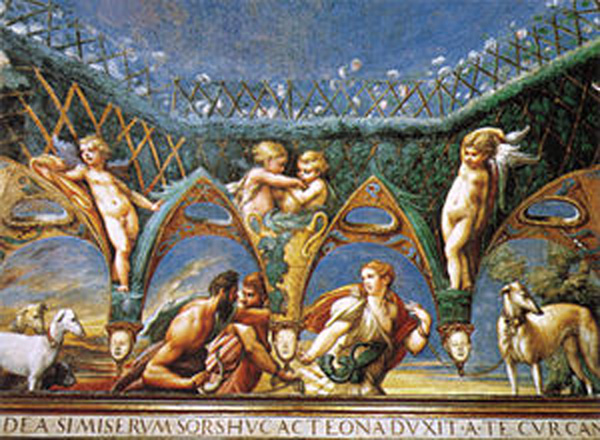 DEA SI MISERVM SORS HVC ACTEONA DVXIT·A·TE CVR CAN